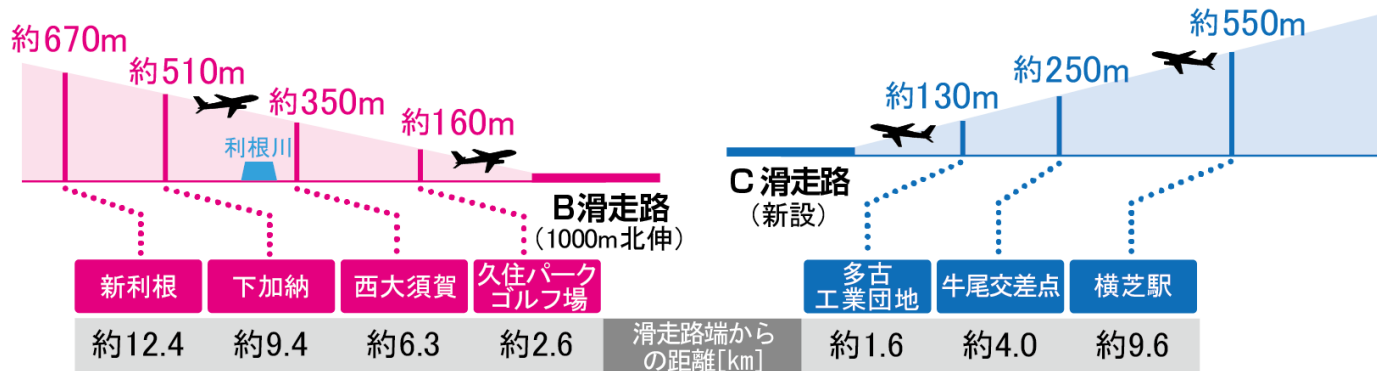 約670m
約510m
約350m
約160m
利根川
B滑走路
（1000m北伸）
新利根
下加納
西大須賀
久住パーク
ゴルフ場
約12.4
約9.4
約6.3
約2.6
滑走路端から
の距離[km]
約130m
約250m
約550m
C滑走路
（新設）
多古
工業団地
牛尾交差点
横芝駅
約1.6
約4.0
約9.6